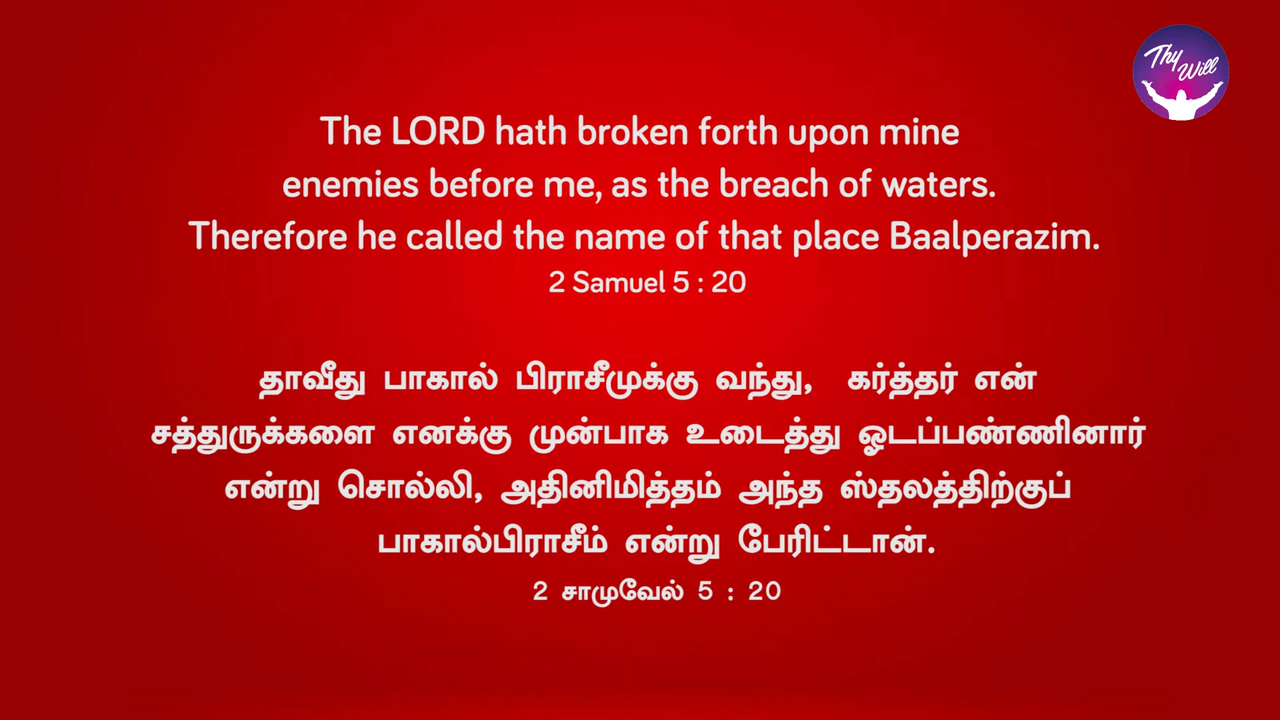 Thy Will
The LORD hath broken forth upon mine
enemies before me, as the breach of waters.
Therefore he called the name of that place Baalperazim.
2 Samuel 5 : 20
தாவீது பாகால் பிராசீமுக்கு வந்து, கர்த்தர் என்
சத்துருக்களை எனக்கு முன்பாக உடைத்து ஓடப்பண்ணினார்
என்று சொல்லி, அதினிமித்தம் அந்த ஸ்தலத்திற்குப்
பாகால்பிராசீம் என்று பேரிட்டான்.
2 சாமுவேல் 5 : 20